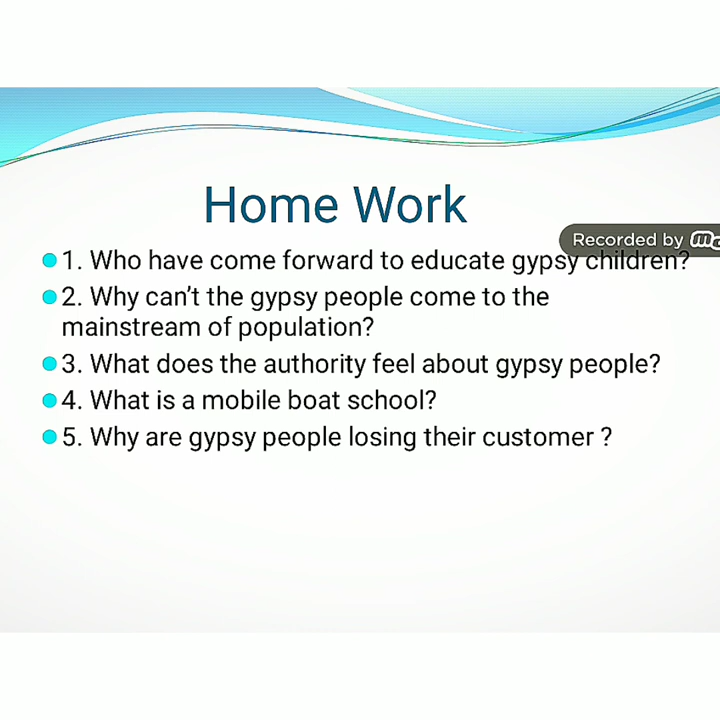 Home Work
Recorded by
1. Who have come forward to educate gypsy children?
2. Why can't the gypsy people come to the
mainstream of population?
3. What does the authority feel about gypsy people?
4. What is a mobile boat school?
5. Why are gypsy people losing their customer ?